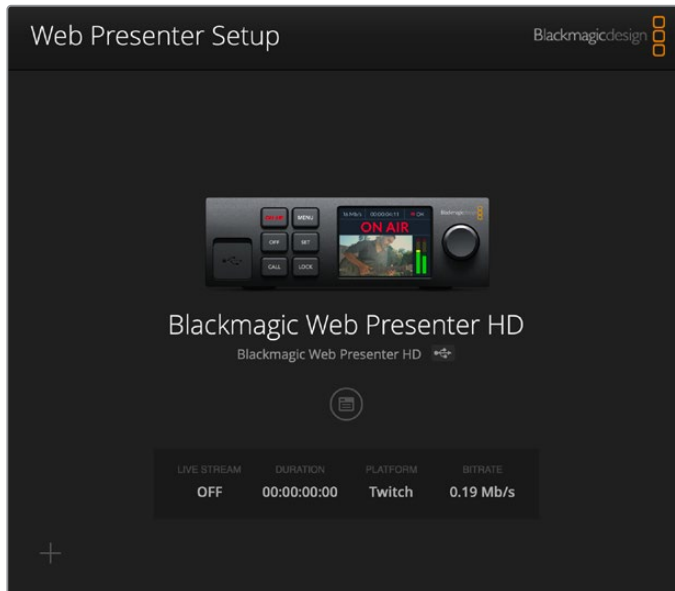 Web Presenter Setup
Blackmagicdesign
ON AIR
MENU
OFF
SET
CALL
LOCK
ON
ON AIR
Blackmagic Web Presenter HD
Blackmagic Web Presenter HD
LIVE STREAM DURATION PLATFORM BITRATE
OFF 00:00:00:00 Twitch 0.19 Mb/s